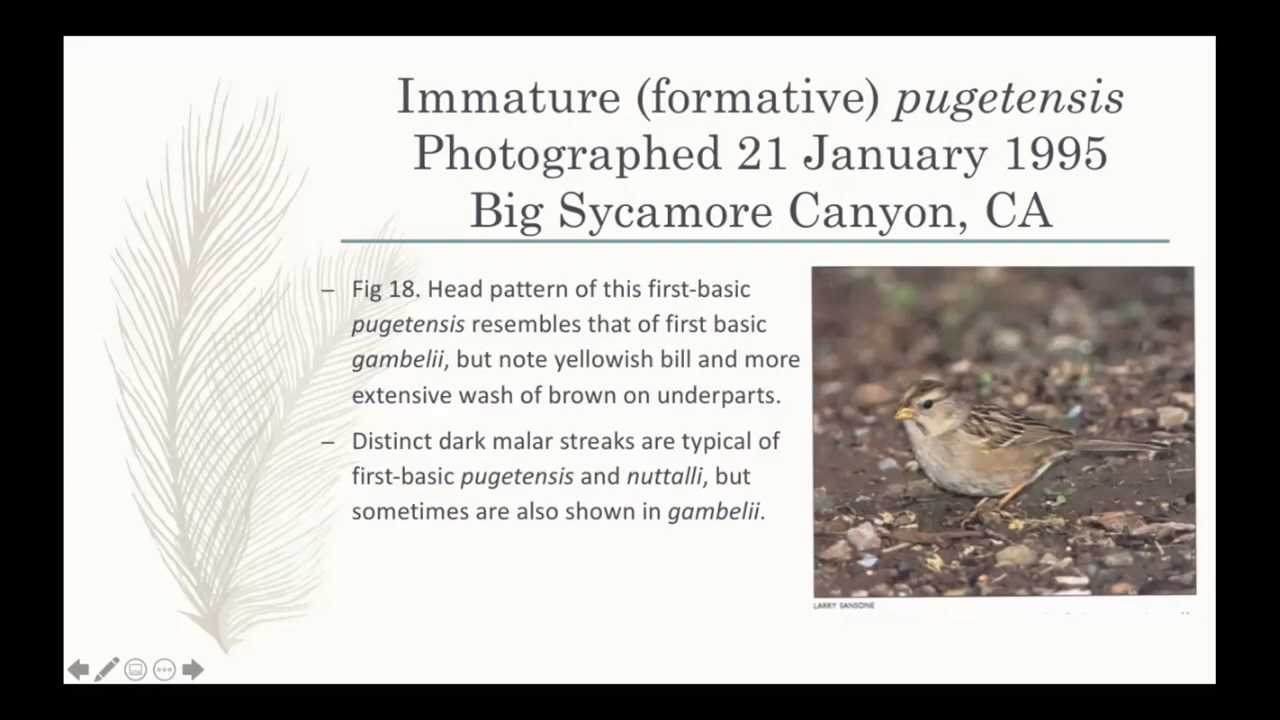 Immature (formative) pugetensis
Photographed 21 January 1995
Big Sycamore Canyon, CA
– Fig 18. Head pattern of this first-basic
pugetensis resembles that of first basic
gambelii, but note yellowish bill and more
extensive wash of brown on underparts.
– Distinct dark malar streaks are typical of
first-basic pugetensis and nuttalli, but
sometimes are also shown in gambelii.
LARRY SANSONE